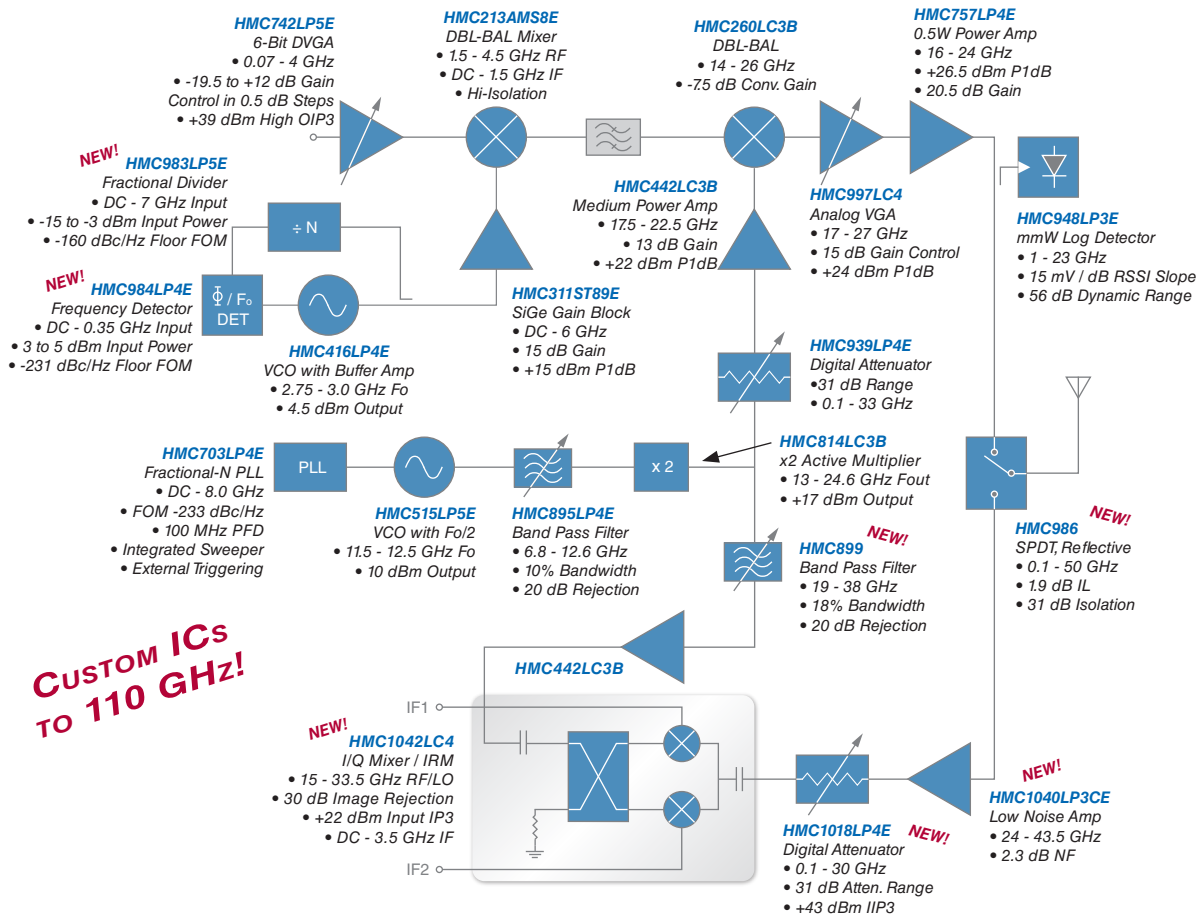 HMC742LP5E
6-Bit DVGA
• 0.07 - 4 GHz
• -19.5 to +12 dB Gain
Control in 0.5 dB Steps
• +39 dBm High OIP3
HMC213AMS8E
DBL-BAL Mixer
• 1.5 - 4.5 GHz RF
• DC - 1.5 GHz IF
• Hi-Isolation
HMC260LC3B
DBL-BAL
• 14 - 26 GHz
• -7.5 dB Conv. Gain
HMC757LP4E
0.5W Power Amp
• 16 - 24 GHz
• +26.5 dBm P1dB
• 20.5 dB Gain
NEW!
HMC983LP5E
Fractional Divider
• DC - 7 GHz Input
• -15 to -3 dBm Input Power
• -160 dBc/Hz Floor FOM
÷ N
HMC442LC3B
Medium Power Amp
• 17.5 - 22.5 GHz
• 13 dB Gain
• +22 dBm P1dB
HMC997LC4
Analog VGA
• 17 - 27 GHz
• 15 dB Gain Control
• +24 dBm P1dB
HMC948LP3E
mmW Log Detector
• 1 - 23 GHz
• 15 mV / dB RSSI Slope
• 56 dB Dynamic Range
NEW!
HMC984LP4E
Frequency Detector
• DC - 0.35 GHz Input
• 3 to 5 dBm Input Power
• -231 dBc/Hz Floor FOM
Φ / Fo
DET
HMC416LP4E
VCO with Buffer Amp
• 2.75 - 3.0 GHz Fo
• 4.5 dBm Output
HMC311ST89E
SiGe Gain Block
• DC - 6 GHz
• 15 dB Gain
• +15 dBm P1dB
HMC939LP4E
Digital Attenuator
•31 dB Range
• 0.1 - 33 GHz
HMC703LP4E
Fractional-N PLL
• DC - 8.0 GHz
• FOM -233 dBc/Hz
• 100 MHz PFD
• Integrated Sweeper
• External Triggering
PLL
HMC515LP5E
VCO with Fo/2
• 11.5 - 12.5 GHz Fo
• 10 dBm Output
HMC895LP4E
Band Pass Filter
• 6.8 - 12.6 GHz
• 10% Bandwidth
• 20 dB Rejection
x 2
HMC814LC3B
x2 Active Multiplier
• 13 - 24.6 GHz Fout
• +17 dBm Output
NEW!
HMC899
Band Pass Filter
• 19 - 38 GHz
• 18% Bandwidth
• 20 dB Rejection
NEW!
HMC986
SPDT, Reflective
• 0.1 - 50 GHz
• 1.9 dB IL
• 31 dB Isolation
CUSTOM ICS
TO 110 GHZ!
HMC442LC3B
IF1
NEW!
HMC1042LC4
I/Q Mixer / IRM
• 15 - 33.5 GHz RF/LO
• 30 dB Image Rejection
• +22 dBm Input IP3
• DC - 3.5 GHz IF
IF2
HMC1018LP4E
NEW!
Digital Attenuator
• 0.1 - 30 GHz
• 31 dB Atten. Range
• +43 dBm IIP3
NEW!
HMC1040LP3CE
Low Noise Amp
• 24 - 43.5 GHz
• 2.3 dB NF